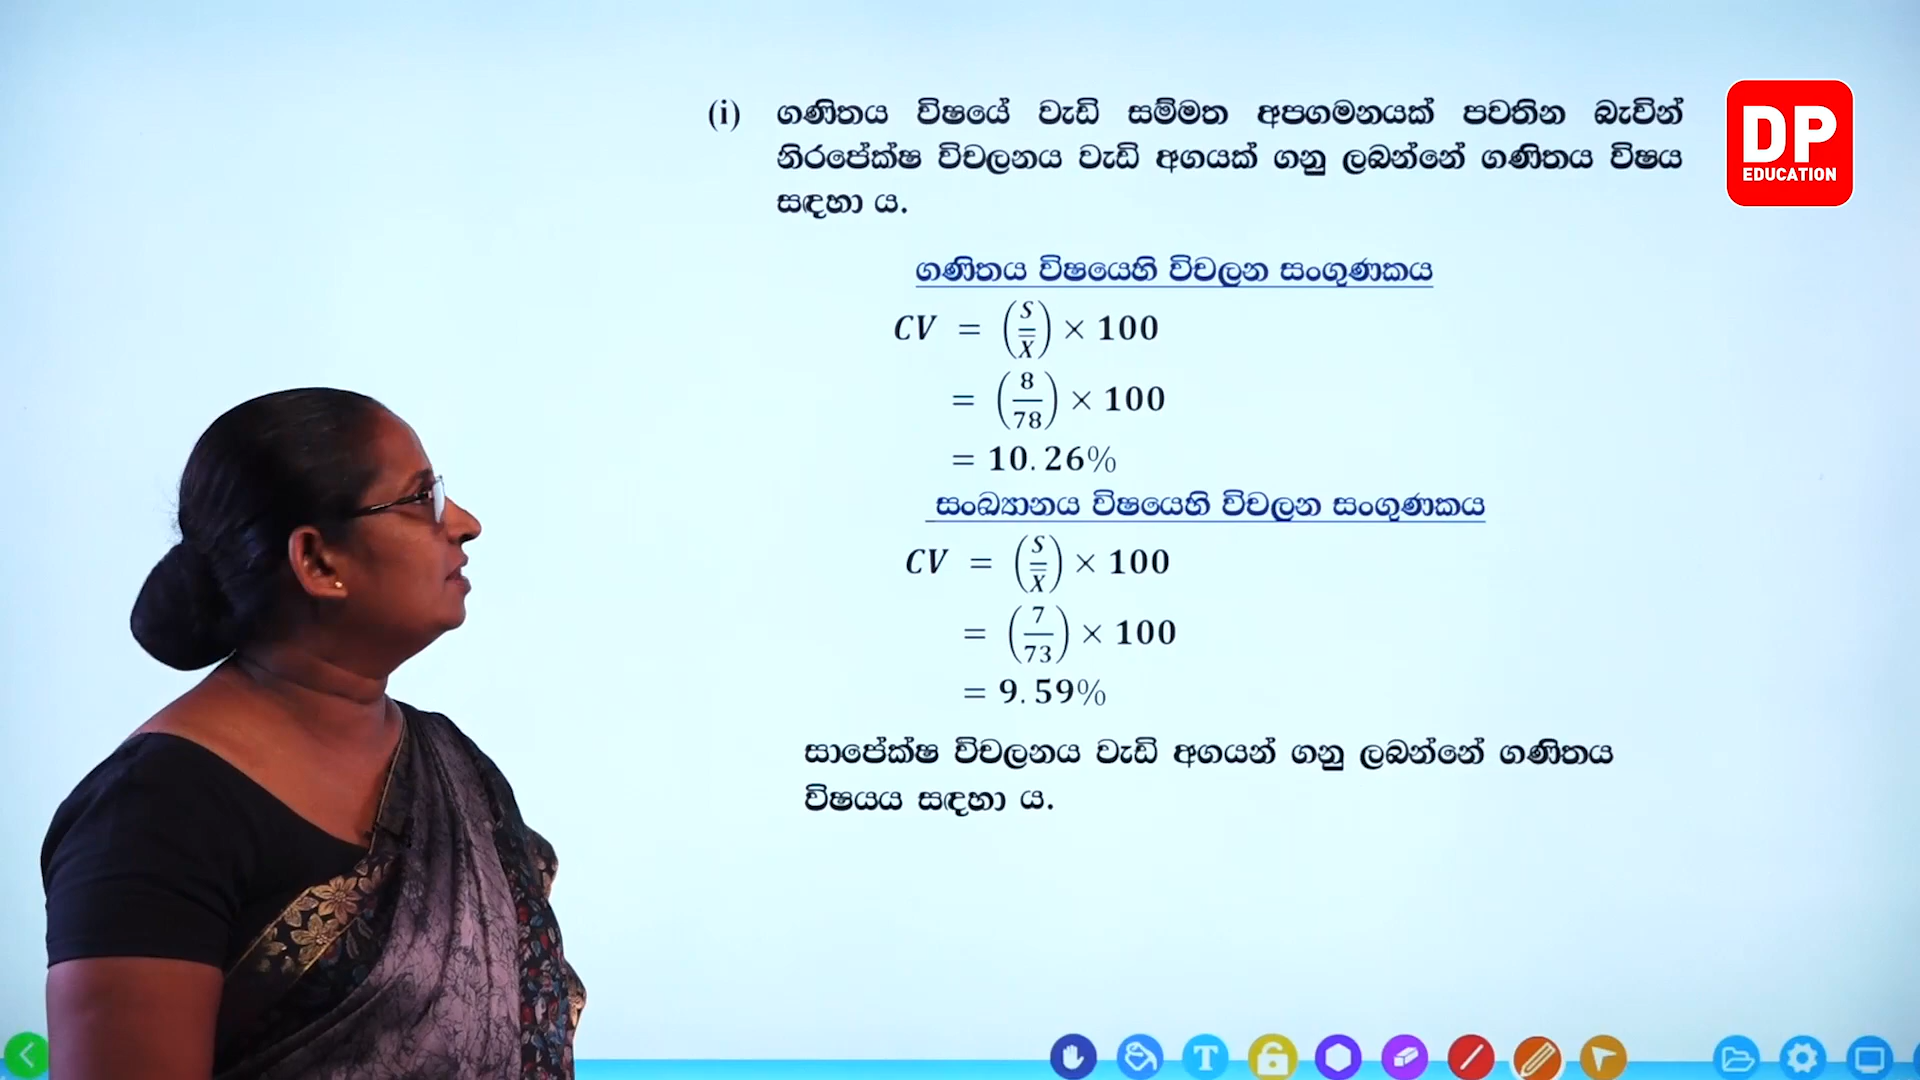 (i) ගණිතය විෂයේ වැඩි සම්මත අපගමනයක් පවතින බැවින්
නිරපේක්ෂ විචලනය වැඩි අගයක් ගනු ලබන්නේ ගණිතය විෂය
සඳහා ය.
DP
EDUCATION
ගණිතය විෂයෙහි විචලන සංගුණකය
CV = (S/X̄) × 100
= (8/78) × 100
= 10.26%
සංඛ්‍යානය විෂයෙහි විචලන සංගුණකය
CV = (S/X̄) × 100
= (7/73) × 100
= 9.59%
සාපේක්ෂ විචලනය වැඩි අගයන් ගනු ලබන්නේ ගණිතය
විෂයය සඳහා ය.
T